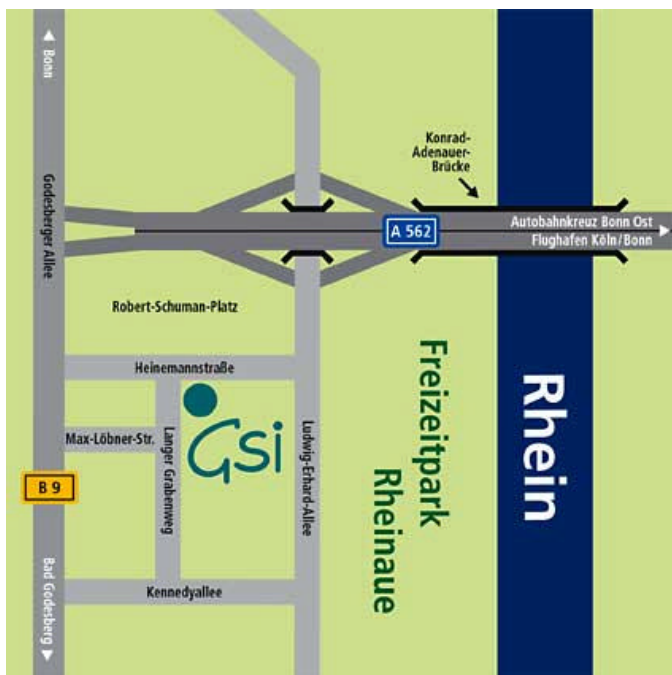 Bonn
Godesberger Allee
Konrad-
Adenauer-
Brücke
A 562
Autobahnkreuz Bonn Ost
Flughafen Köln/Bonn
Robert-Schuman-Platz
Heinemannstraße
Max-Löbner-Str.
Langer Grabenweg
Gsi
Ludwig-Erhard-Allee
Freizeitpark
Rheinaue
Rhein
B 9
Bad Godesberg
Kennedyallee